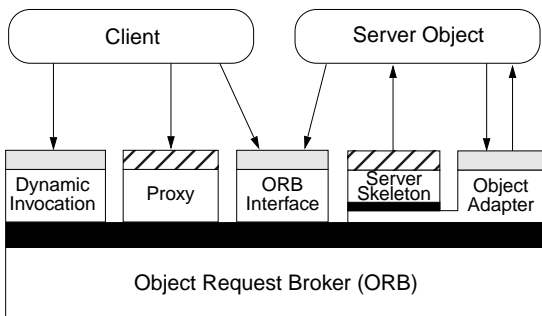 Client
Server Object
Dynamic
Invocation
Proxy
ORB
Interface
Server
Skeleton
Object
Adapter
Object Request Broker (ORB)